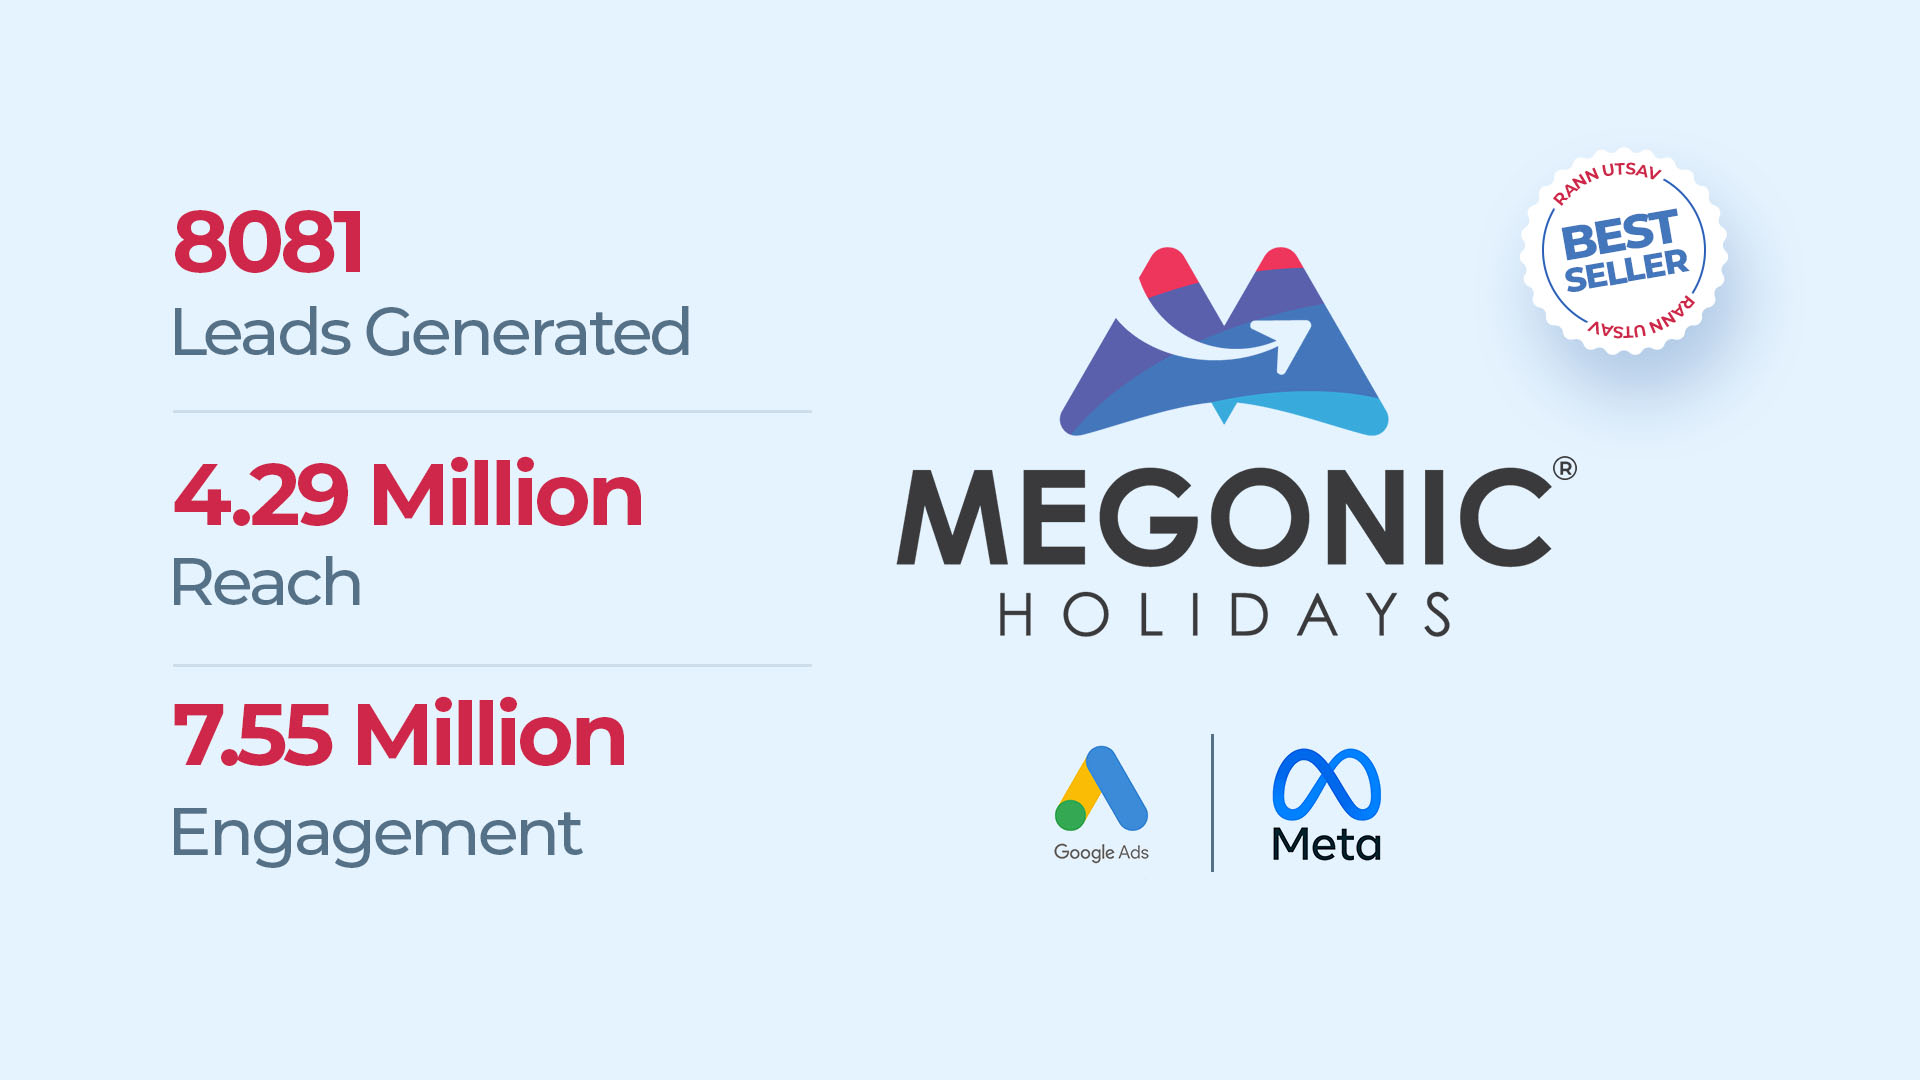 8081
Leads Generated
4.29 Million
Reach
7.55 Million
Engagement
RANN UTSAV
BEST
SELLER
RANN UTSAV
MEGONIC®
HOLIDAYS
Google Ads
Meta